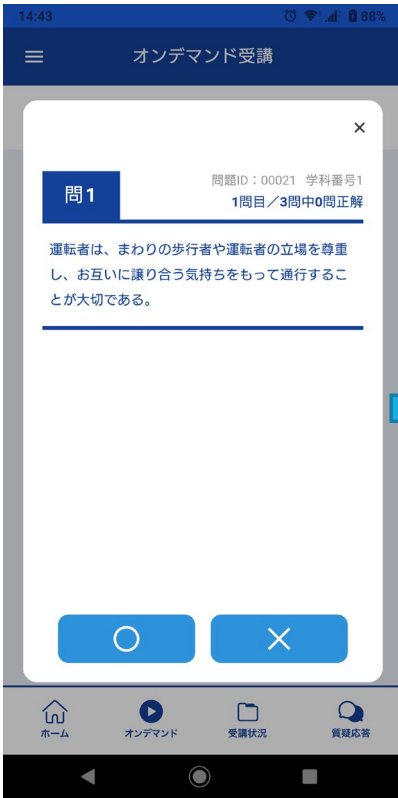 14:43
88%
オンデマンド受講
問1
問題ID：00021 学科番号1
1問目／3問中0問正解
運転者は、まわりの歩行者や運転者の立場を尊重
し、お互いに譲り合う気持ちをもって通行するこ
とが大切である。
ホーム
オンデマンド
受講状況
質疑応答